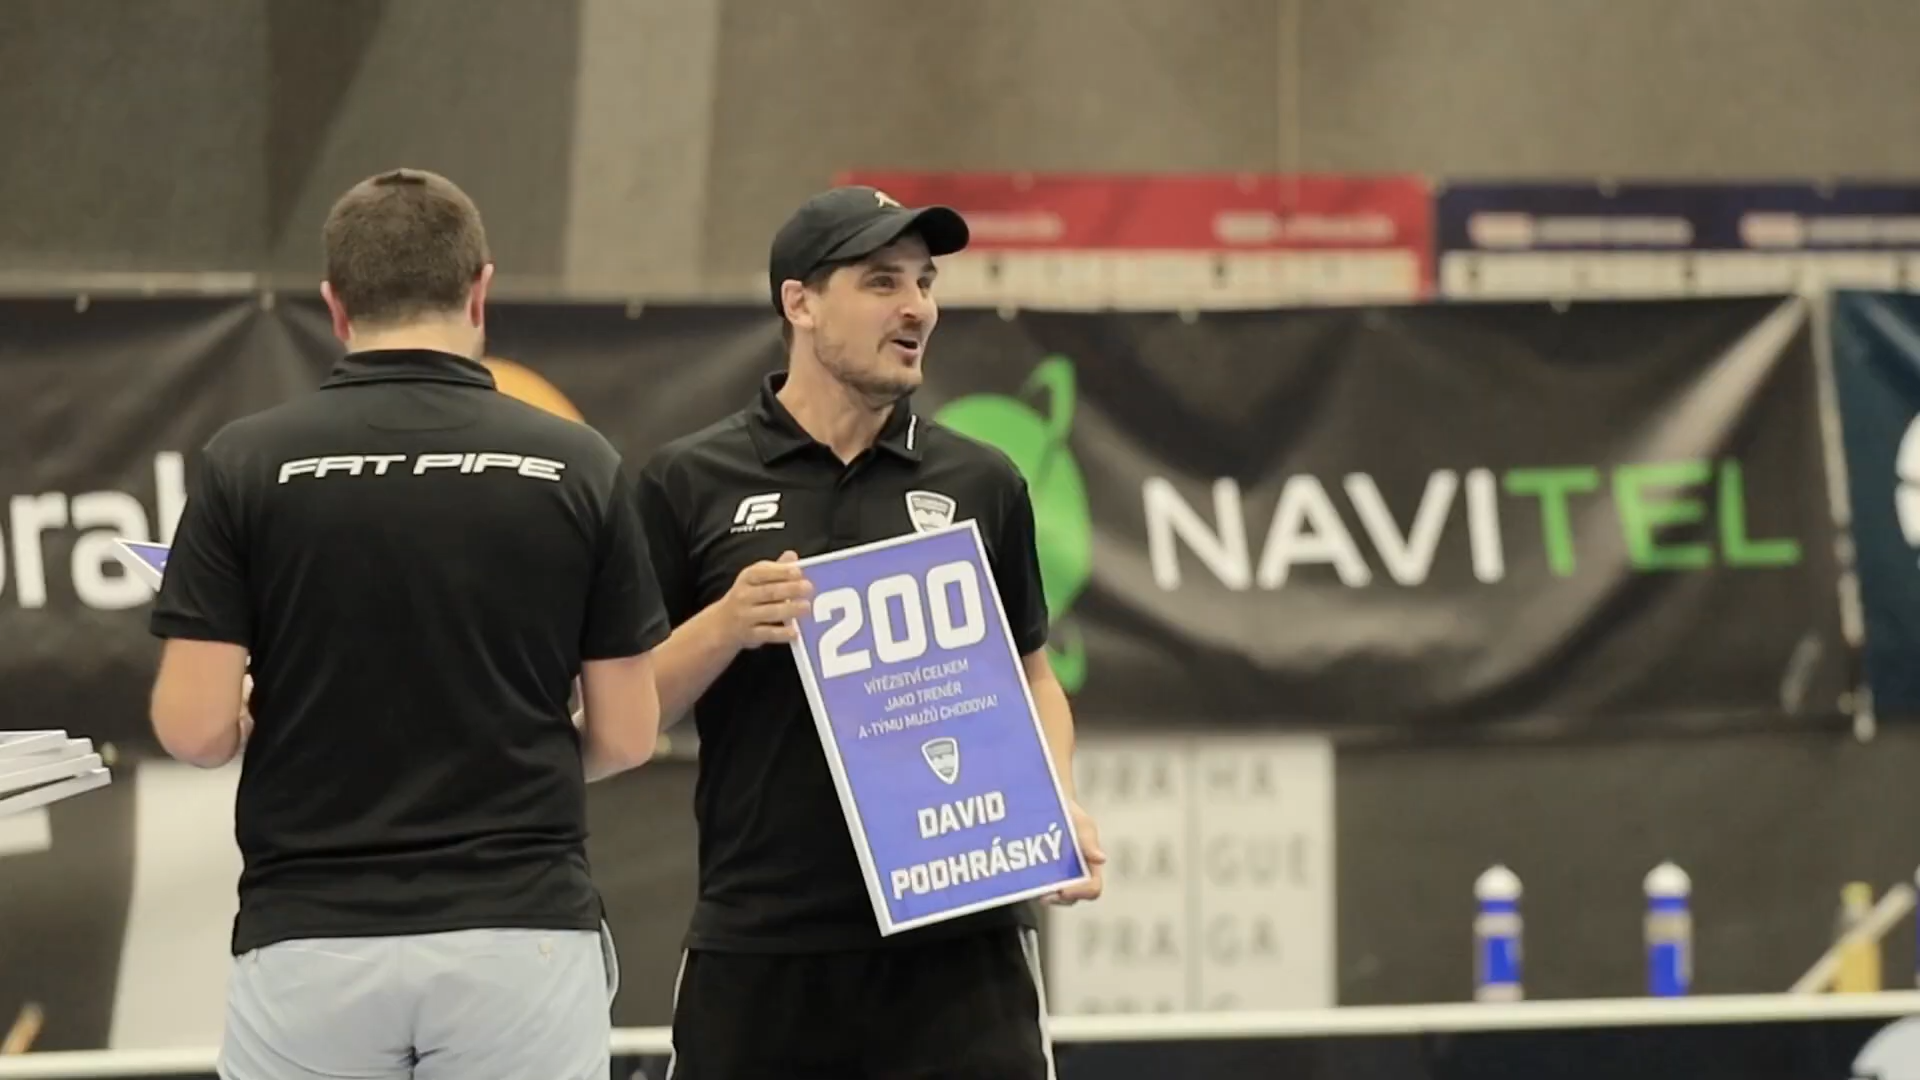 FAT PIPE
FAT PIPE
NAVITEL
200
VÍTĚZSTVÍ CELKEM
JAKO TRENÉR
A-TÝMU MUŽŮ CHODOVA!
DAVID
PODHRÁSKÝ
PRA HA
PRA GUE
PRA GA